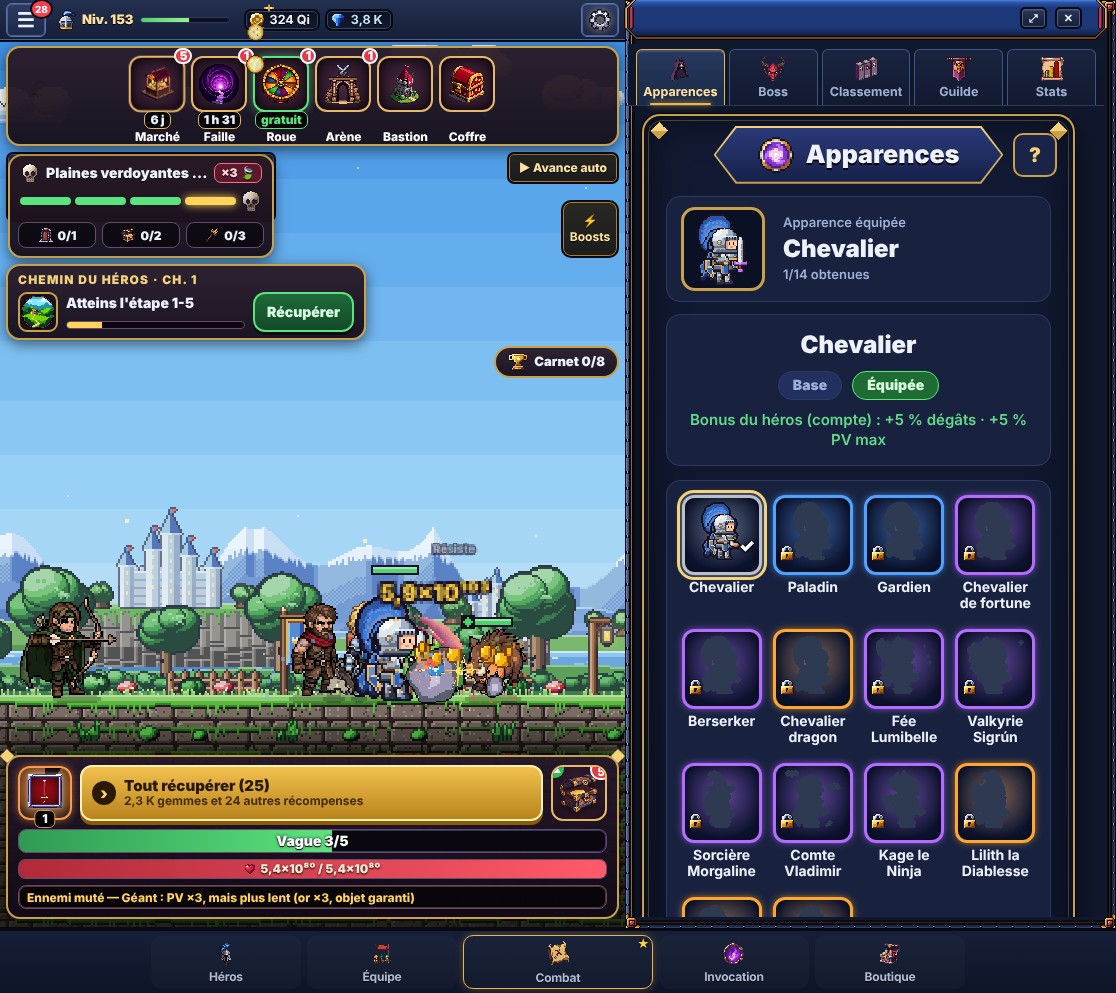 28
Niv. 153
324 Qi
3,8 K
5
1
1
1
6 j
1 h 31
gratuit
Marché
Faille
Roue
Arène
Bastion
Coffre
Plaines verdoyantes ...
×3
0/1
0/2
0/3
▶ Avance auto
Boosts
CHEMIN DU HÉROS · CH. 1
Atteins l'étape 1-5
Récupérer
Carnet 0/8
Résiste
Tout récupérer (25)
2,3 K gemmes et 24 autres récompenses
1
Vague 3/5
5,4×10⁸⁰ / 5,4×10⁸⁰
Ennemi muté — Géant : PV ×3, mais plus lent (or ×3, objet garanti)
Héros
Équipe
Combat
Invocation
Boutique
Apparences
Boss
Classement
Guilde
Stats
Apparences
?
Apparence équipée
Chevalier
1/14 obtenues
Chevalier
Base
Équipée
Bonus du héros (compte) : +5 % dégâts · +5 %
PV max
Chevalier
Paladin
Gardien
Chevalier
de fortune
Berserker
Chevalier
dragon
Fée
Lumibelle
Valkyrie
Sigrún
Sorcière
Morgaline
Comte
Vladimir
Kage le
Ninja
Lilith la
Diablesse